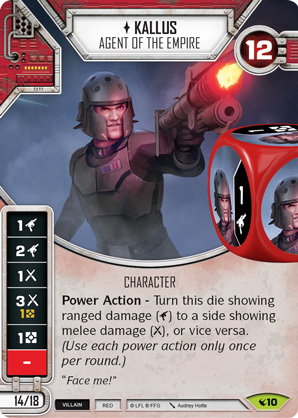 KALLUS
AGENT OF THE EMPIRE
12
1
2
1
3
1
1
–
CHARACTER
Power Action - Turn this die showing
ranged damage ( ) to a side showing
melee damage ( ), or vice versa.
(Use each power action only once
per round.)
“Face me!”
14/18
VILLAIN
RED
© LFL © FFG
Audrey Hotte
10